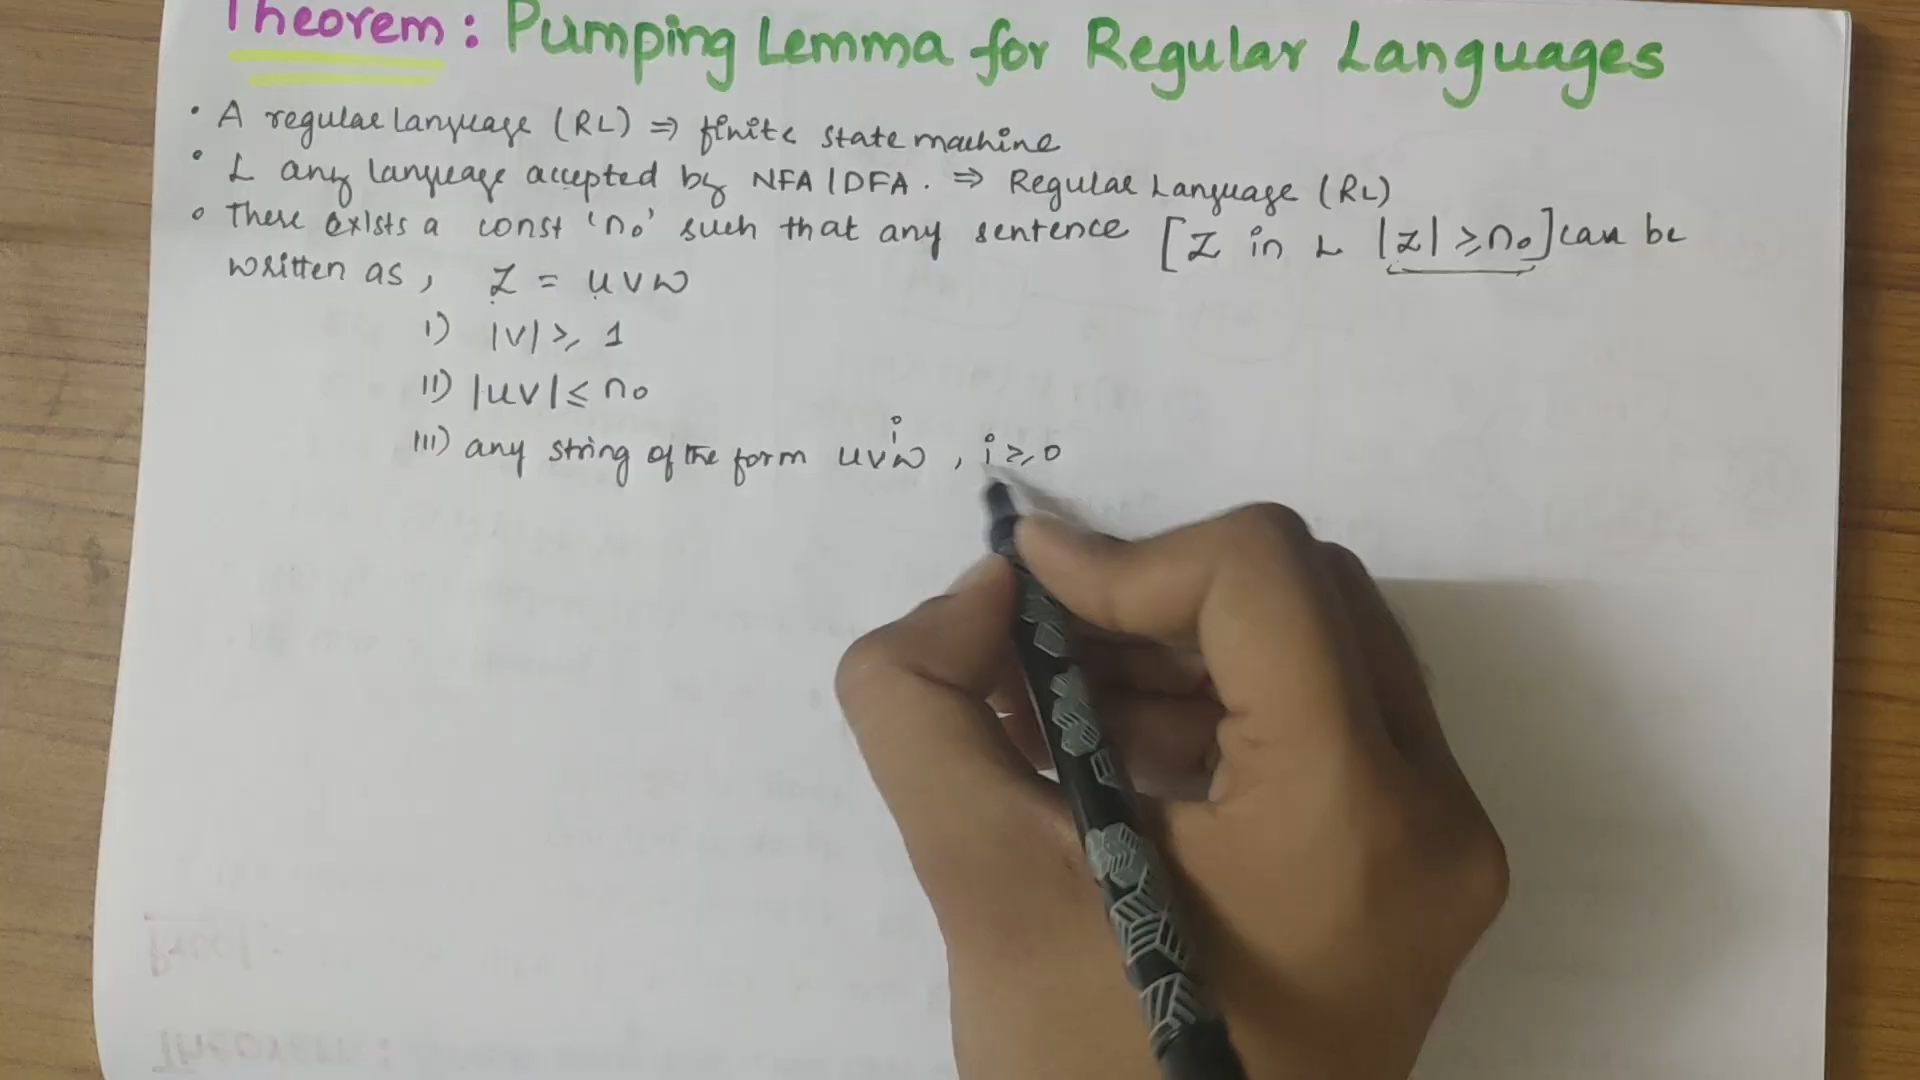 Theorem: Pumping Lemma for Regular Languages
• A regular language (RL) ⇒ finite state machine
• L any language accepted by NFA|DFA. ⇒ Regular Language (RL)
• There exists a const 'n₀' such that any sentence [Z in L |z| ≥ n₀] can be
written as, Z = uvw
i) |v| ≥ 1
ii) |uv| ≤ n₀
iii) any string of the form uvⁱw, i ≥ 0
Proof:
Theorem: